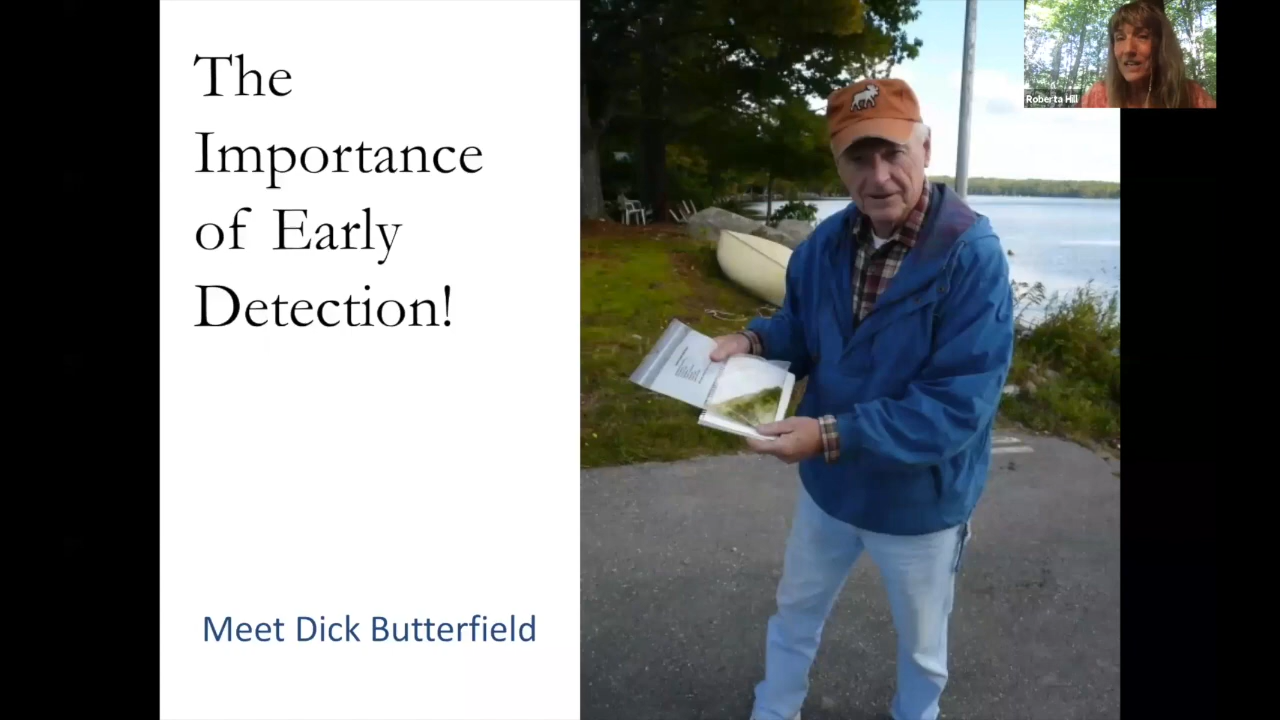 The
Importance
of Early
Detection!
Meet Dick Butterfield
Roberta Hill